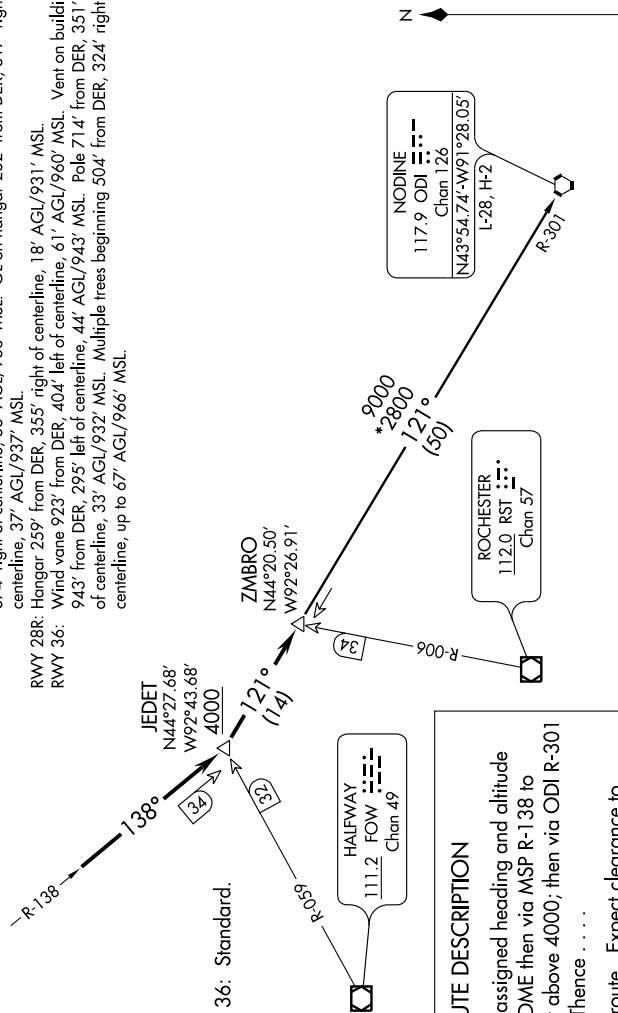 centerline, 37' AGL/937' MSL.
RWY 28R: Hangar 259' from DER, 355' right of centerline, 18' AGL/931' MSL.
RWY 36: Wind vane 923' from DER, 404' left of centerline, 61' AGL/960' MSL. Vent on buildi
943' from DER, 295' left of centerline, 44' AGL/943' MSL. Pole 714' from DER, 351'
of centerline, 33' AGL/932' MSL. Multiple trees beginning 504' from DER, 324' right
centerline, up to 67' AGL/966' MSL.
N
NODINE
117.9 ODI
Chan 126
N43°54.74'-W91°28.05'
L-28, H-2
R-301
9000
*2800
121°
(50)
ZMBRO
N44°20.50'
W92°26.91'
ROCHESTER
112.0 RST
Chan 57
34
R-006
JEDET
N44°27.68'
W92°43.68'
4000
121°
(14)
138°
R-138
34
32
R-059
HALFWAY
111.2 FOW
Chan 49
36: Standard.
UTE DESCRIPTION
assigned heading and altitude
DME then via MSP R-138 to
above 4000; then via ODI R-301
Thence . . . .
route. Expect clearance to